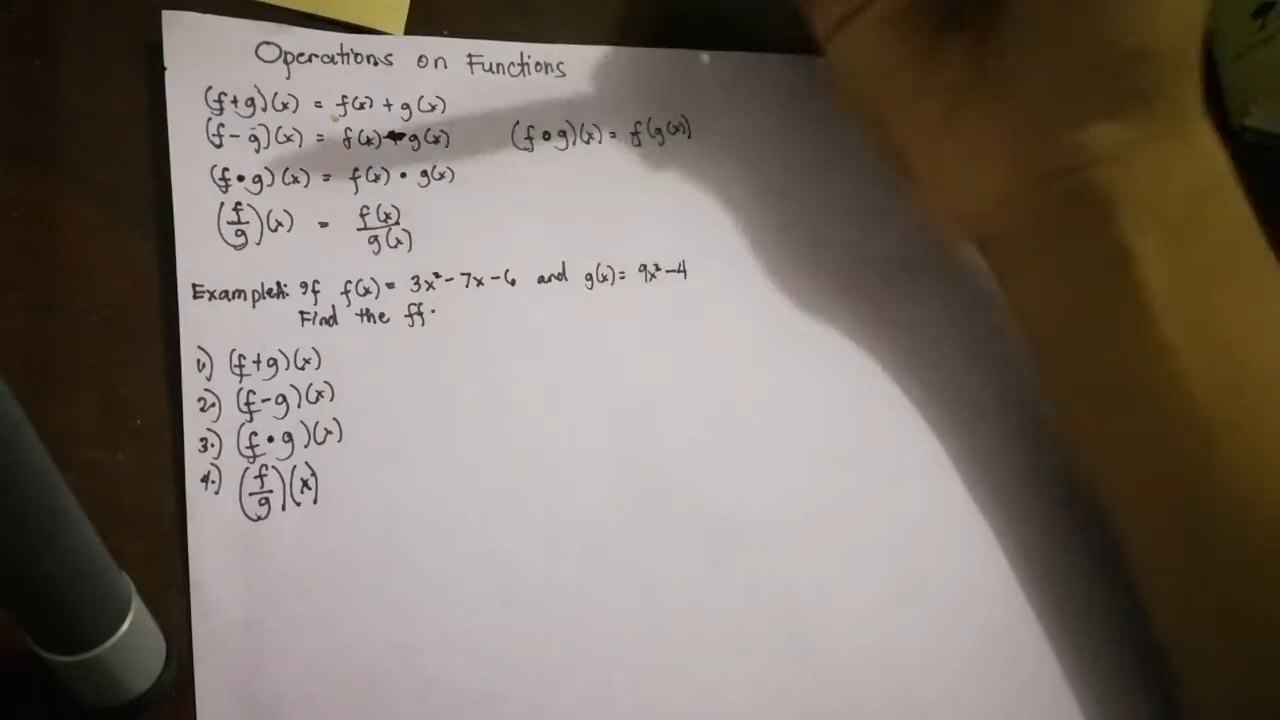 Operations on Functions
(f+g)(x) = f(x) + g(x)
(f-g)(x) = f(x) - g(x) (f∘g)(x) = f(g(x))
(f•g)(x) = f(x) • g(x)
(f/g)(x) = f(x)/g(x)
Example A: If f(x) = 3x²-7x-6 and g(x) = 9x²-4
Find the ff.
1.) (f+g)(x)
2.) (f-g)(x)
3.) (f•g)(x)
4.) (f/g)(x)